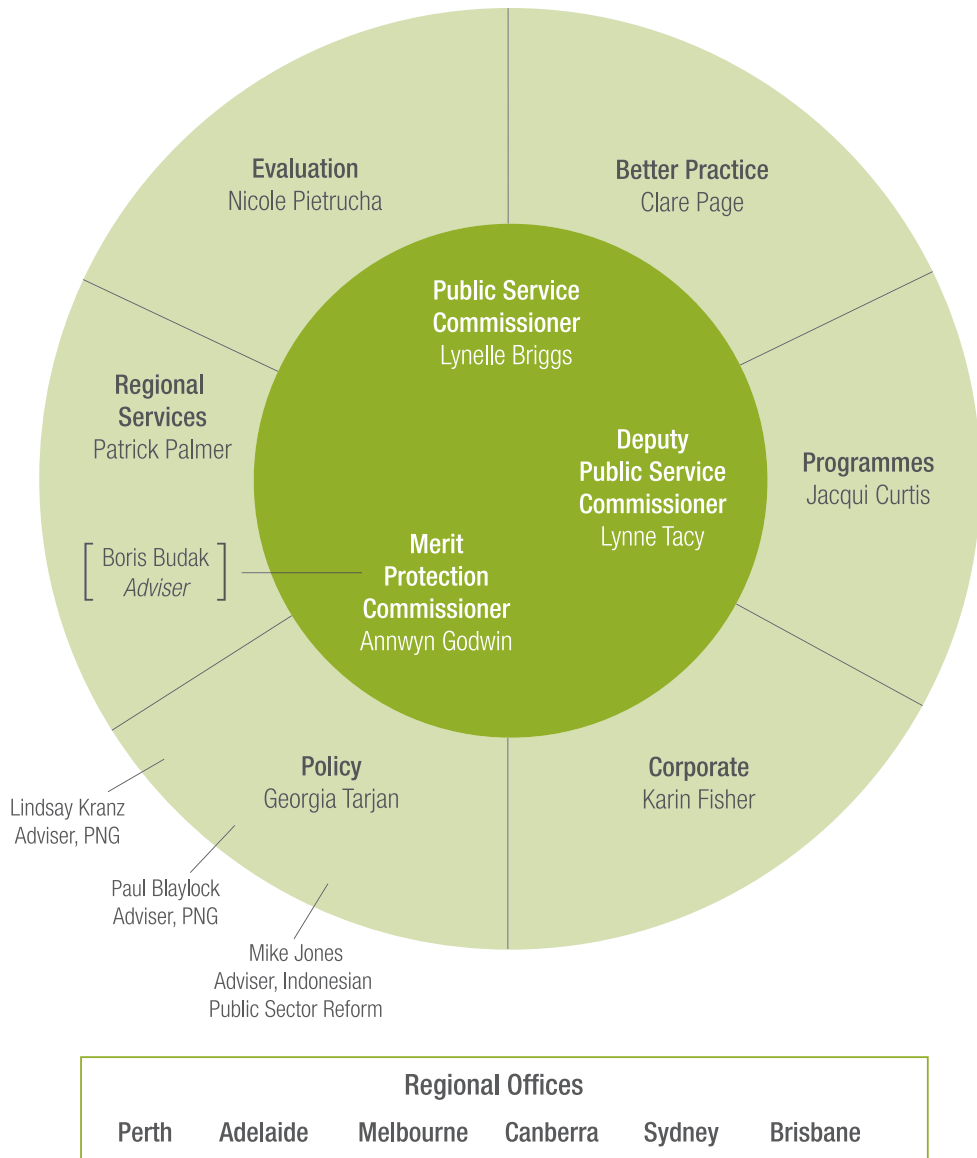 Evaluation
Nicole Pietrucha
Better Practice
Clare Page
Public Service
Commissioner
Lynelle Briggs
Regional
Services
Patrick Palmer
Deputy
Public Service
Commissioner
Lynne Tacy
Programmes
Jacqui Curtis
Boris Budak
Adviser
Merit
Protection
Commissioner
Annwyn Godwin
Policy
Georgia Tarjan
Corporate
Karin Fisher
Lindsay Kranz
Adviser, PNG
Paul Blaylock
Adviser, PNG
Mike Jones
Adviser, Indonesian
Public Sector Reform
Regional Offices
Perth Adelaide Melbourne Canberra Sydney Brisbane